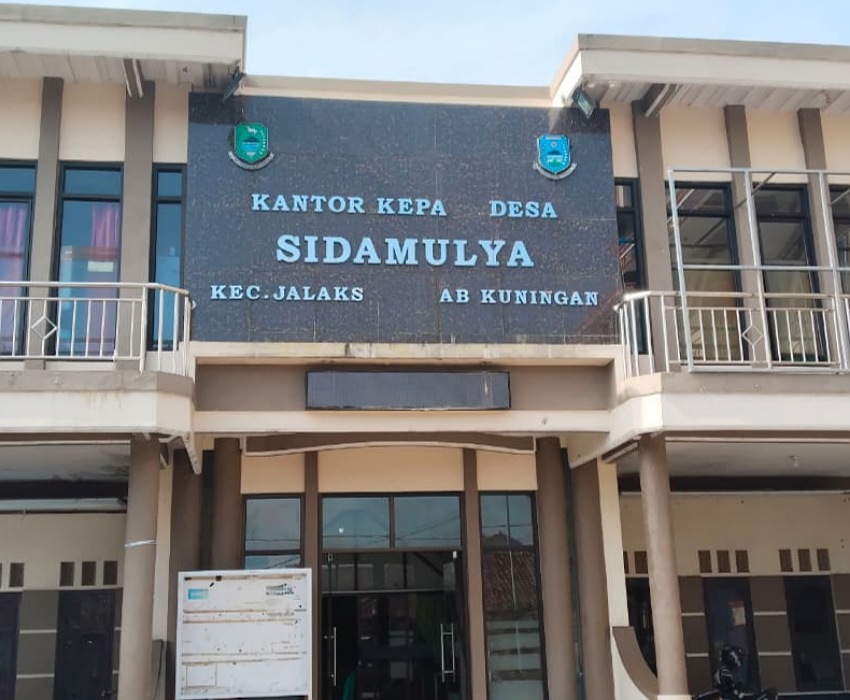 KANTOR KEPA DESA
SIDAMULYA
KEC.JALAKS AB KUNINGAN